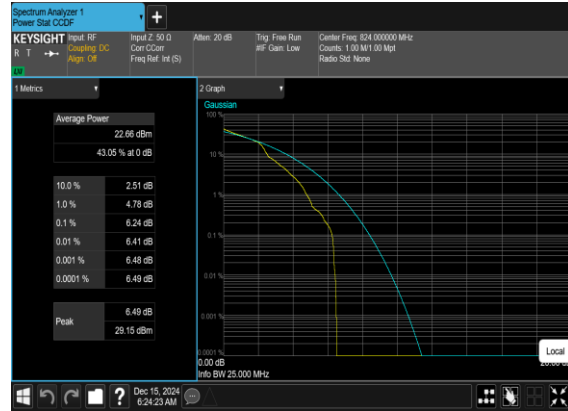 Spectrum Analyzer 1
Power Stat CCDF
KEYSIGHT
R T
LXI
Input: RF
Coupling: DC
Align: Off
Input Z: 50 Ω
Corr CCorr
Freq Ref: Int (S)
Atten: 20 dB
Trig: Free Run
#IF Gain: Low
Center Freq: 824.000000 MHz
Counts: 1.00 M/1.00 Mpt
Radio Std: None
1 Metrics
Average Power
22.66 dBm
43.05 % at 0 dB
10.0 % 2.51 dB
1.0 % 4.78 dB
0.1 % 6.24 dB
0.01 % 6.41 dB
0.001 % 6.48 dB
0.0001 % 6.49 dB
Peak 6.49 dB
29.15 dBm
2 Graph
Gaussian
100 %
10 %
1 %
0.1 %
0.01 %
0.001 %
0.0001 %
0.00 dB
Info BW 25.000 MHz
Local
?
Dec 15, 2024
6:24:23 AM